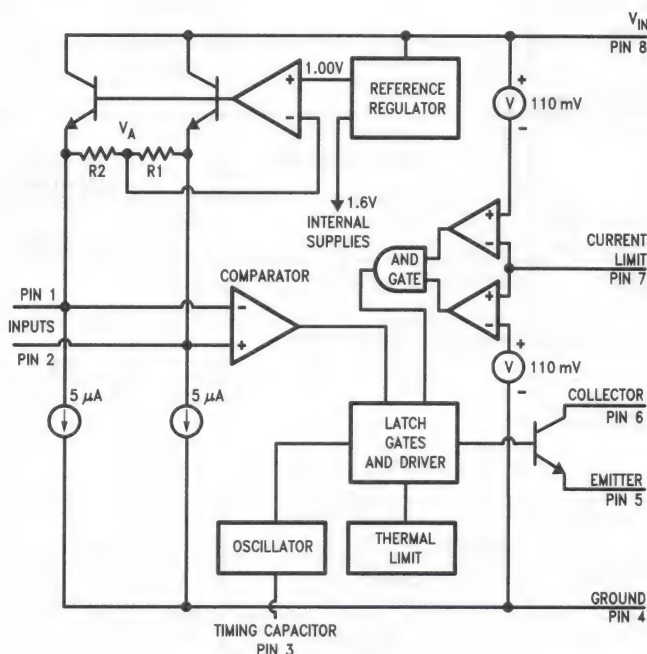 V_IN
PIN 8
1.00V
+
REFERENCE
REGULATOR
+
V
110 mV
-
-
V_A
R2
R1
1.6V
INTERNAL
SUPPLIES
+
-
AND
GATE
CURRENT
LIMIT
PIN 7
COMPARATOR
+
-
PIN 1
-
INPUTS
+
PIN 2
+
V
110 mV
-
5 μA
5 μA
COLLECTOR
PIN 6
LATCH
GATES
AND DRIVER
EMITTER
PIN 5
OSCILLATOR
THERMAL
LIMIT
GROUND
PIN 4
TIMING CAPACITOR
PIN 3